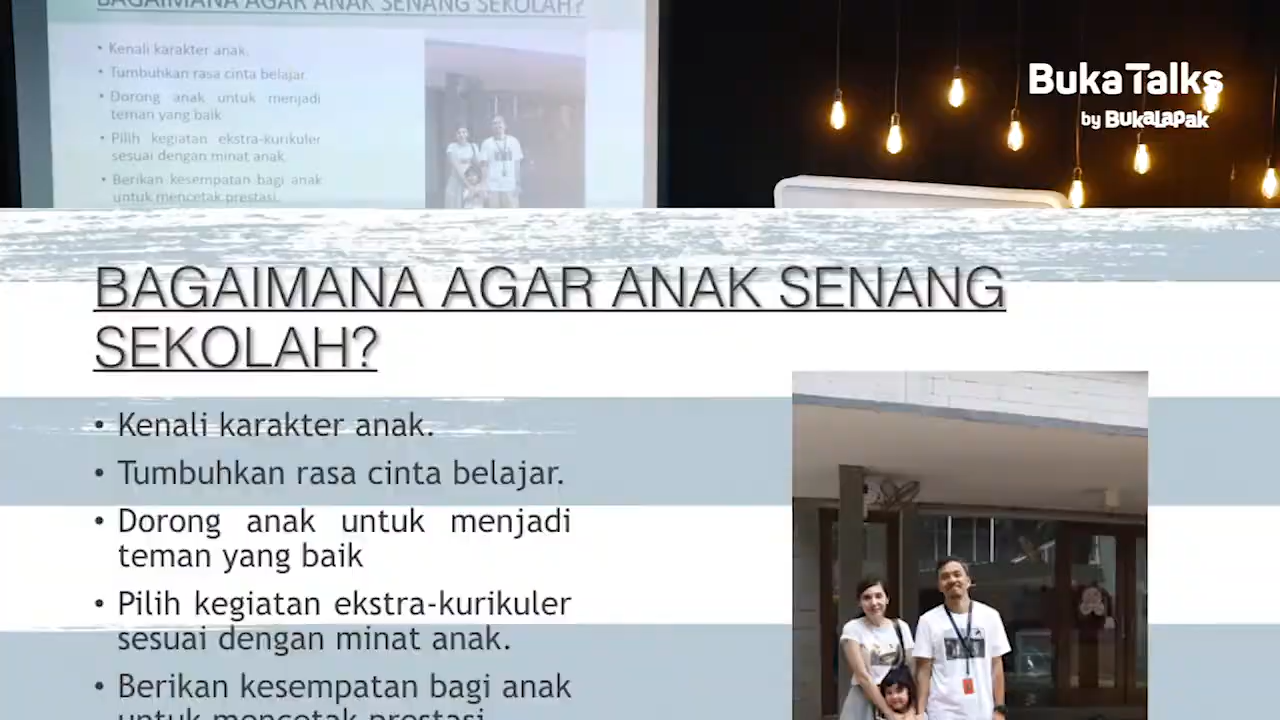 BAGAIMANA AGAR ANAK SENANG SEKOLAH?
• Kenali karakter anak.
• Tumbuhkan rasa cinta belajar.
• Dorong anak untuk menjadi
teman yang baik
• Pilih kegiatan ekstra-kurikuler
sesuai dengan minat anak.
• Berikan kesempatan bagi anak
untuk mencetak prestasi.
BukaTalks
by BukaLapak
BAGAIMANA AGAR ANAK SENANG
SEKOLAH?
• Kenali karakter anak.
• Tumbuhkan rasa cinta belajar.
• Dorong anak untuk menjadi
teman yang baik
• Pilih kegiatan ekstra-kurikuler
sesuai dengan minat anak.
• Berikan kesempatan bagi anak
untuk mencetak prestasi.